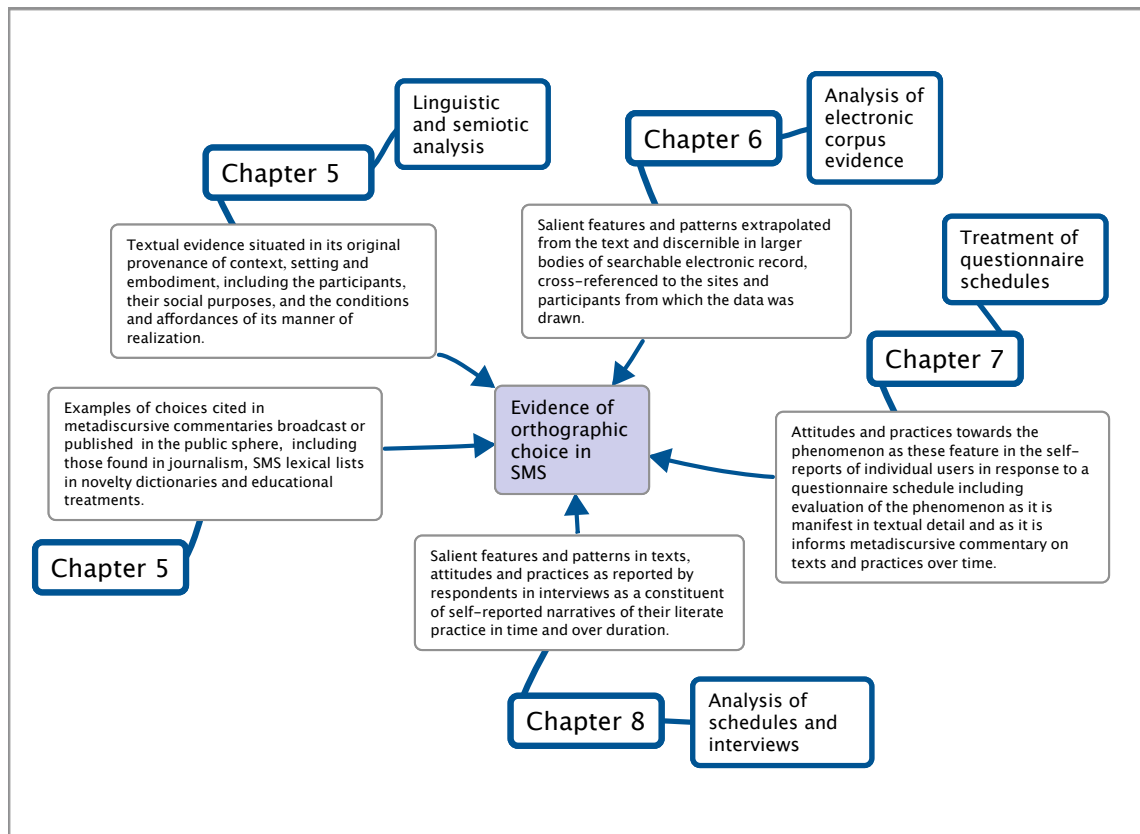 Linguistic
and semiotic
analysis
Chapter 5
Textual evidence situated in its original
provenance of context, setting and
embodiment, including the participants,
their social purposes, and the conditions
and affordances of its manner of
realization.
Analysis of
electronic
corpus
evidence
Chapter 6
Salient features and patterns extrapolated
from the text and discernible in larger
bodies of searchable electronic record,
cross-referenced to the sites and
participants from which the data was
drawn.
Treatment of
questionnaire
schedules
Chapter 7
Attitudes and practices towards the
phenomenon as these feature in the self-
reports of individual users in response to a
questionnaire schedule including
evaluation of the phenomenon as it is
manifest in textual detail and as it is
informs metadiscursive commentary on
texts and practices over time.
Evidence of
orthographic
choice in
SMS
Examples of choices cited in
metadiscursive commentaries broadcast or
published in the public sphere, including
those found in journalism, SMS lexical lists
in novelty dictionaries and educational
treatments.
Chapter 5
Salient features and patterns in texts,
attitudes and practices as reported by
respondents in interviews as a constituent
of self-reported narratives of their literate
practice in time and over duration.
Chapter 8
Analysis of
schedules and
interviews